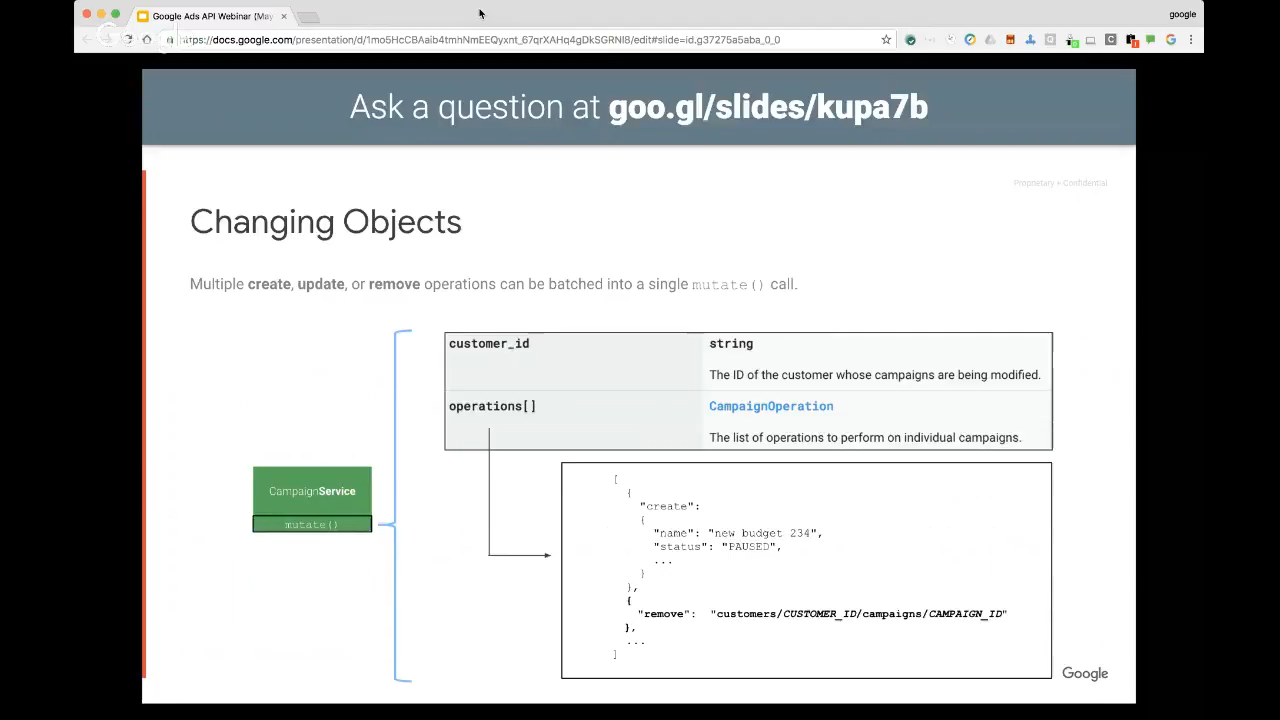 Google Ads API Webinar (May
google
https://docs.google.com/presentation/d/1mo5HcCBAaib4tmhNmEEQyxnt_67qrXAHq4gDkSGRNI8/edit#slide=id.g37275a5aba_0_0
Ask a question at goo.gl/slides/kupa7b
Proprietary + Confidential
Changing Objects
Multiple create, update, or remove operations can be batched into a single mutate() call.
customer_id string
The ID of the customer whose campaigns are being modified.
operations[] CampaignOperation
The list of operations to perform on individual campaigns.
CampaignService
mutate()
[
{
"create":
{
"name": "new budget 234",
"status": "PAUSED",
...
}
},
{
"remove": "customers/CUSTOMER_ID/campaigns/CAMPAIGN_ID"
},
...
]
Google